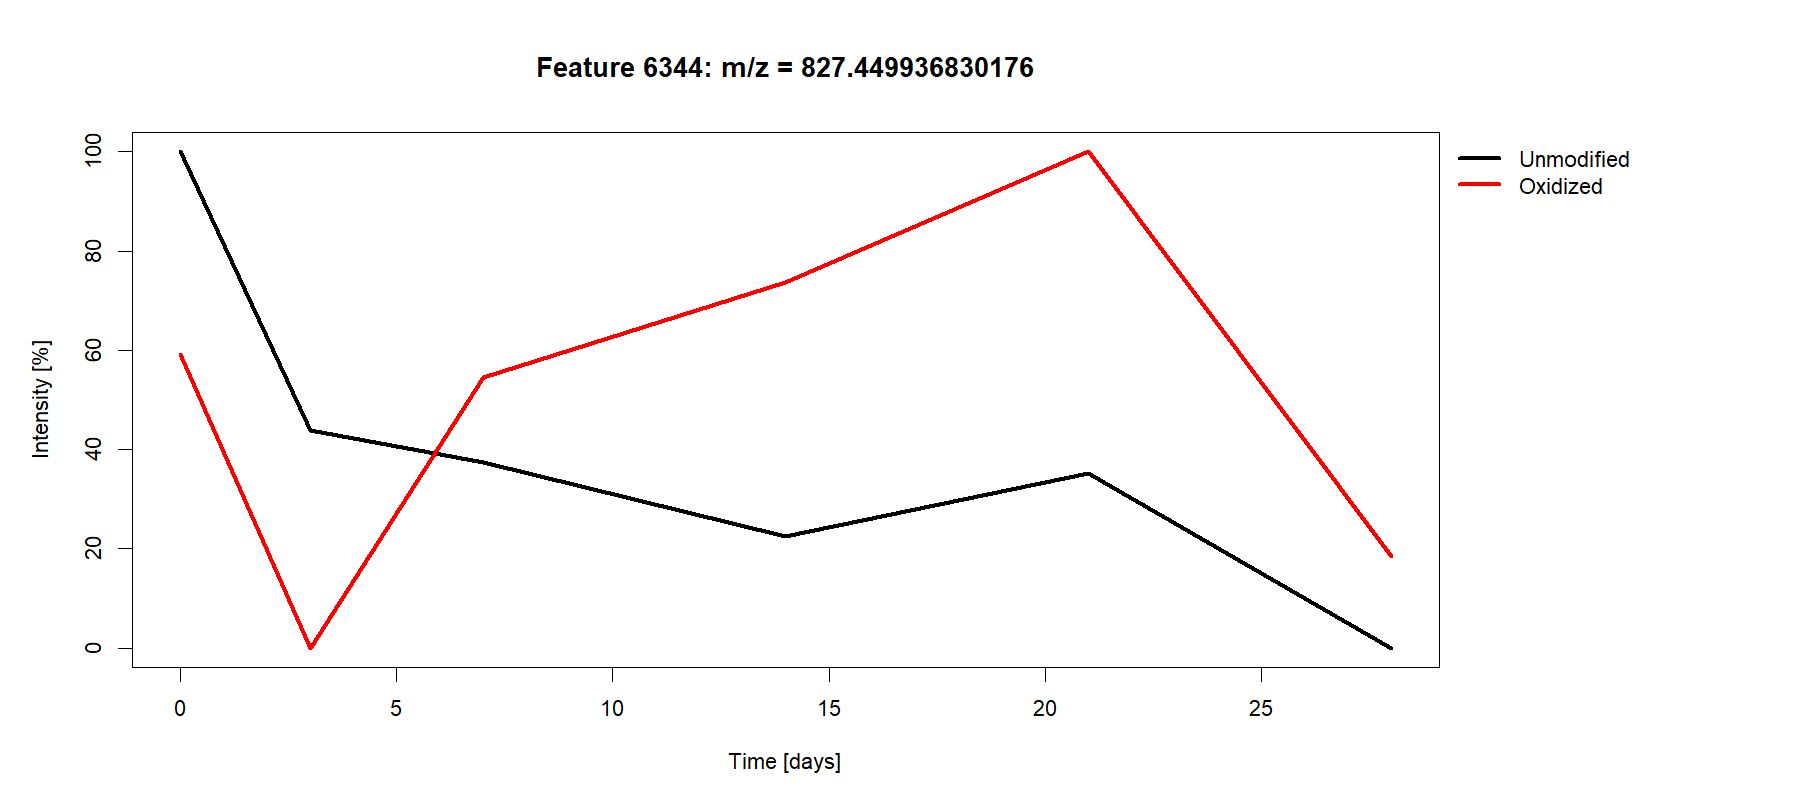 Feature 6344: m/z = 827.449936830176
Unmodified
Oxidized
Intensity [%]
100
80
60
40
20
0
0 5 10 15 20 25
Time [days]